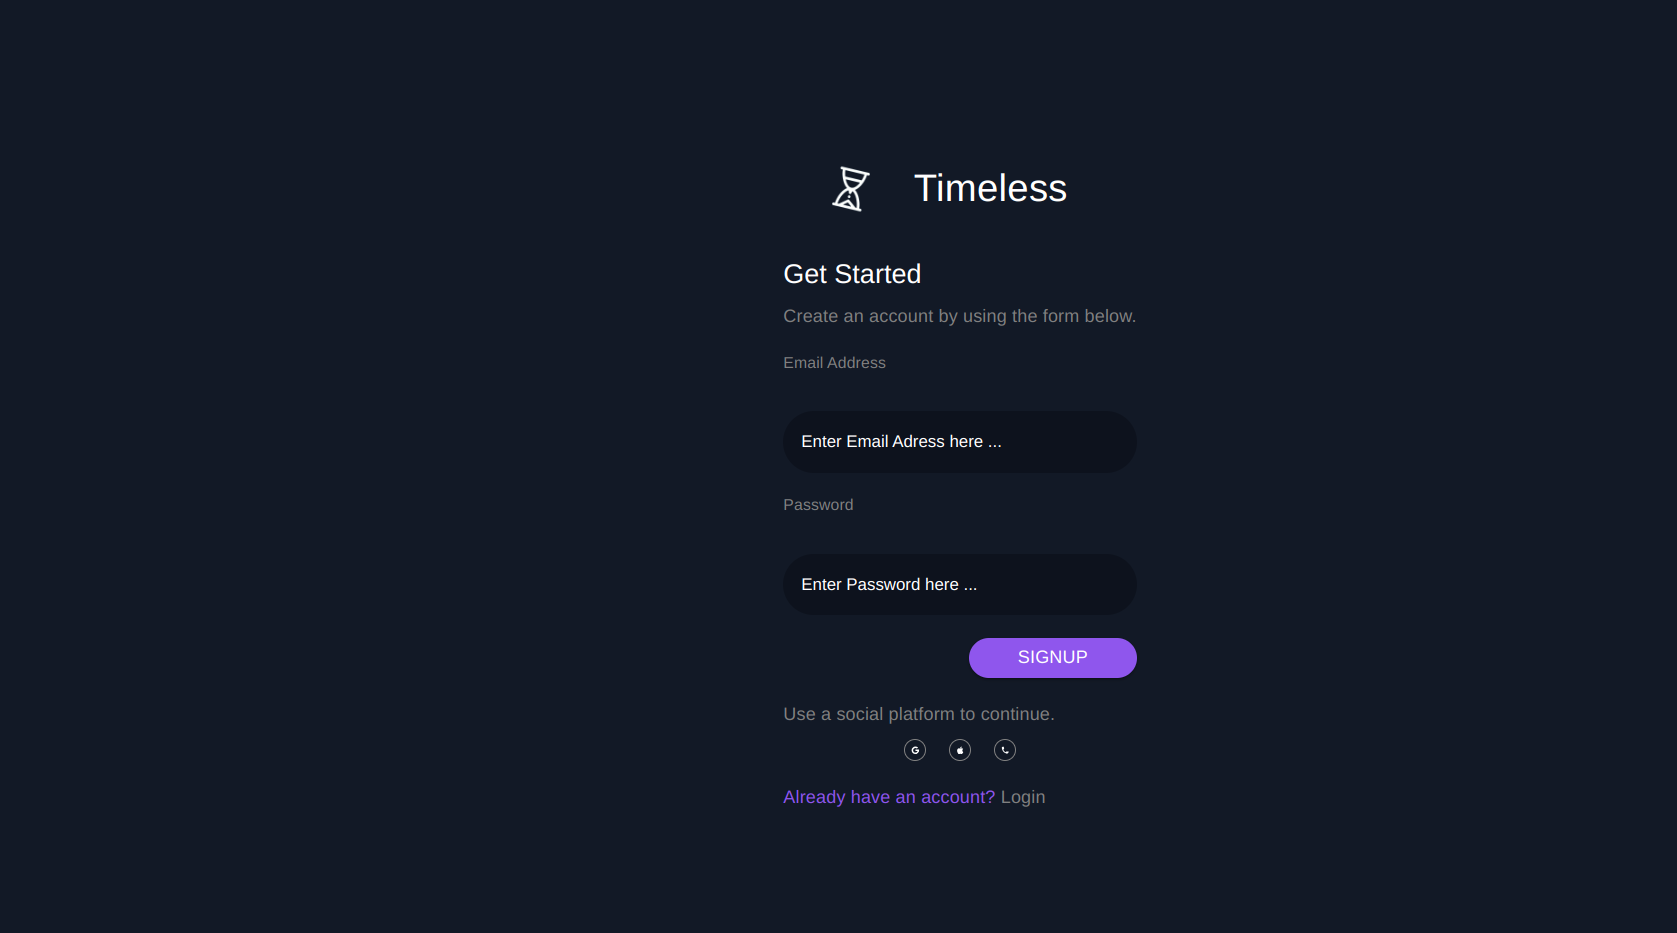 Timeless
Get Started
Create an account by using the form below.
Email Address
Enter Email Adress here ...
Password
Enter Password here ...
SIGNUP
Use a social platform to continue.
Already have an account? Login